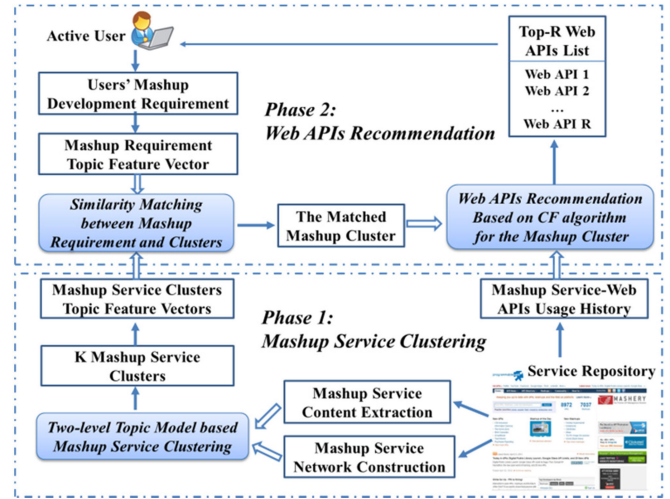 Active User
Top-R Web
APIs List
Web API 1
Web API 2
...
Web API R
Users' Mashup
Development Requirement
Phase 2:
Web APIs Recommendation
Mashup Requirement
Topic Feature Vector
Similarity Matching
between Mashup
Requirement and Clusters
The Matched
Mashup Cluster
Web APIs Recommendation
Based on CF algorithm
for the Mashup Cluster
Mashup Service Clusters
Topic Feature Vectors
Mashup Service-Web
APIs Usage History
Phase 1:
Mashup Service Clustering
K Mashup Service
Clusters
Service Repository
Mashup Service
Content Extraction
Two-level Topic Model based
Mashup Service Clustering
Mashup Service
Network Construction
MASHERY